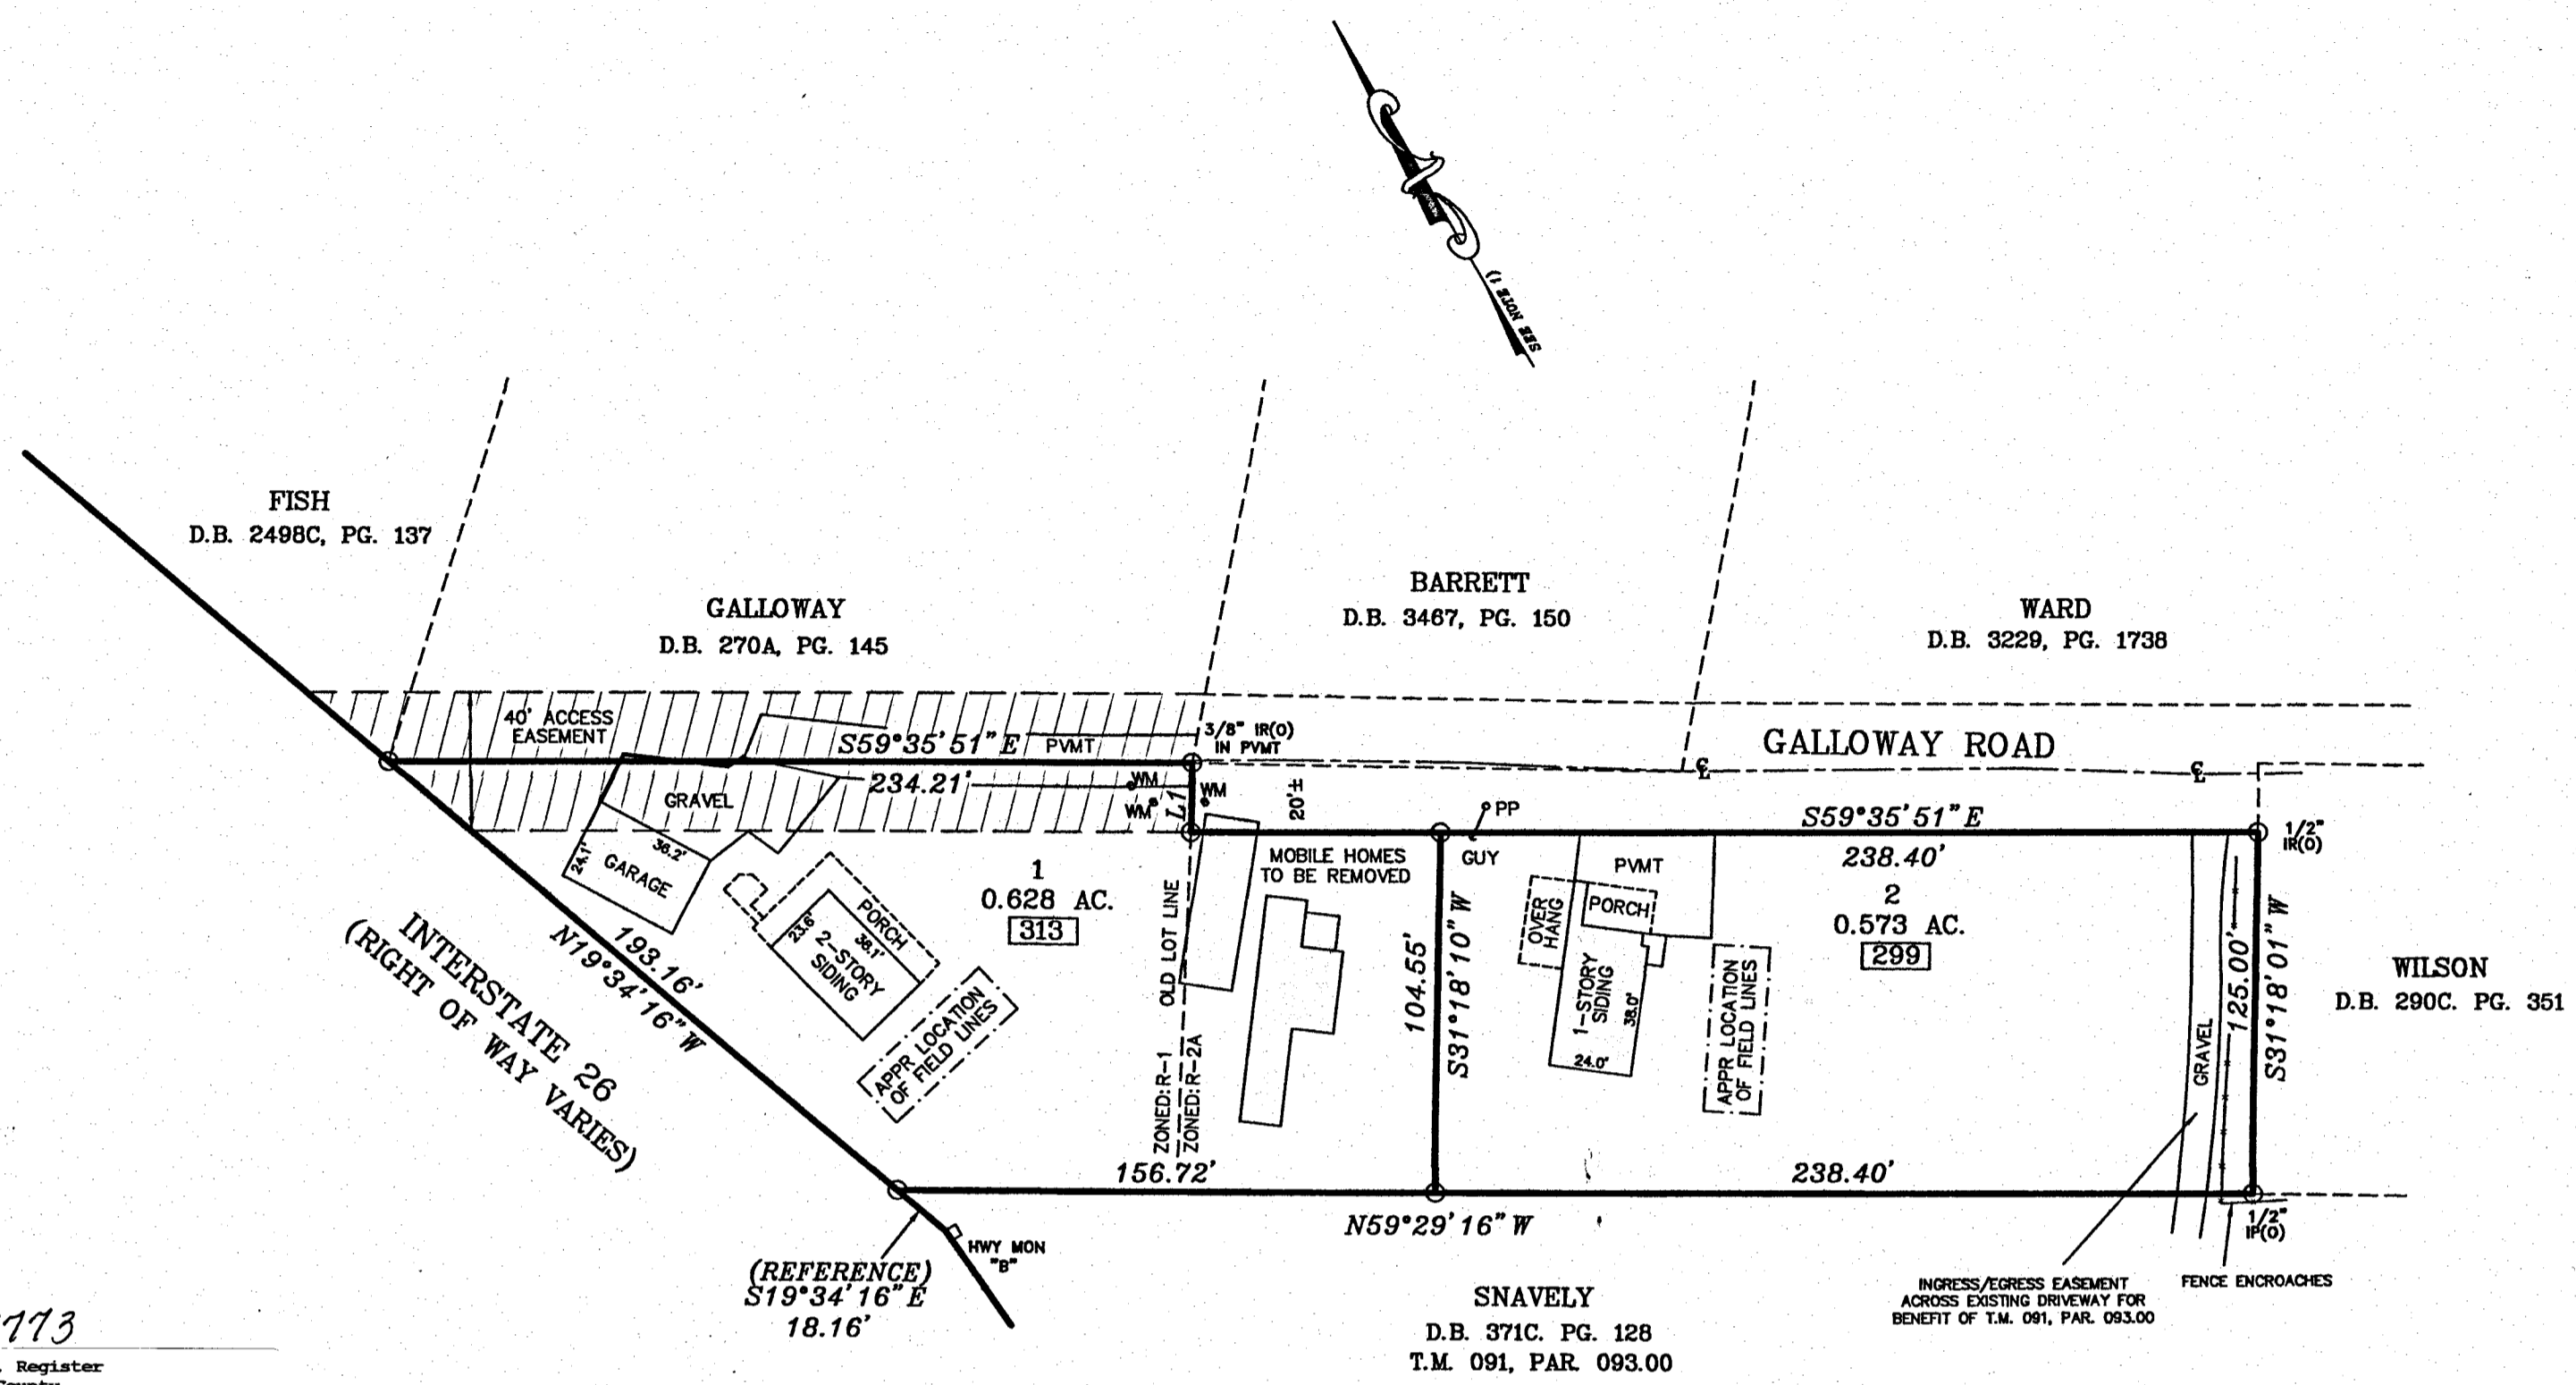 SEE NOTE 1)
FISH
D.B. 2498C, PG. 137
GALLOWAY
D.B. 270A, PG. 145
BARRETT
D.B. 3467, PG. 150
WARD
D.B. 3229, PG. 1738
40' ACCESS
EASEMENT
S59°35'51"E
PVMT
3/8" IR(O)
IN PVMT
GALLOWAY ROAD
℄
℄
234.21'
WM
WM
WM
L1
20'±
PP
GUY
S59°35'51"E
238.40'
1/2"
IR(O)
GRAVEL
36.2'
24.1'
GARAGE
PORCH
23.6'
38.1'
2-STORY
SIDING
APPR LOCATION
OF FIELD LINES
1
0.628 AC.
313
OLD LOT LINE
ZONED:R-1
ZONED:R-2A
MOBILE HOMES
TO BE REMOVED
104.55'
S31°18'10"W
OVER
HANG
PVMT
PORCH
1-STORY
SIDING
38.0'
24.0'
APPR LOCATION
OF FIELD LINES
2
0.573 AC.
299
GRAVEL
125.00'
S31°18'01"W
WILSON
D.B. 290C. PG. 351
193.16'
N19°34'16"W
INTERSTATE 26
(RIGHT OF WAY VARIES)
156.72'
238.40'
N59°29'16"W
1/2"
IP(O)
HWY MON
"B"
(REFERENCE)
S19°34'16"E
18.16'
SNAVELY
D.B. 371C. PG. 128
T.M. 091, PAR. 093.00
INGRESS/EGRESS EASEMENT
ACROSS EXISTING DRIVEWAY FOR
BENEFIT OF T.M. 091, PAR. 093.00
FENCE ENCROACHES
773
Register
County